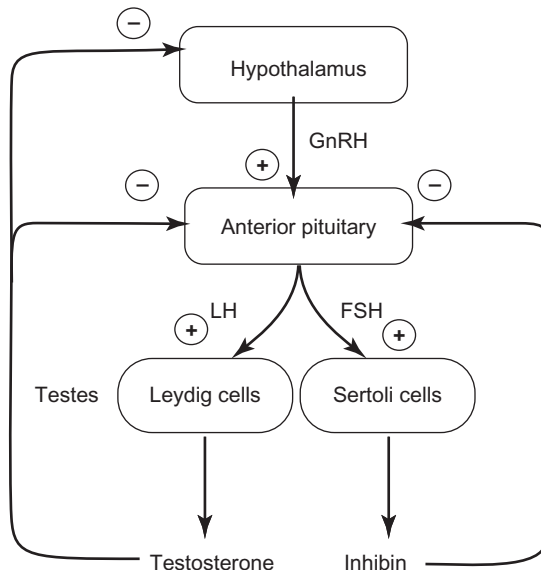 −
Hypothalamus
GnRH
+
−
−
Anterior pituitary
LH
FSH
+
+
Testes
Leydig cells
Sertoli cells
Testosterone
Inhibin